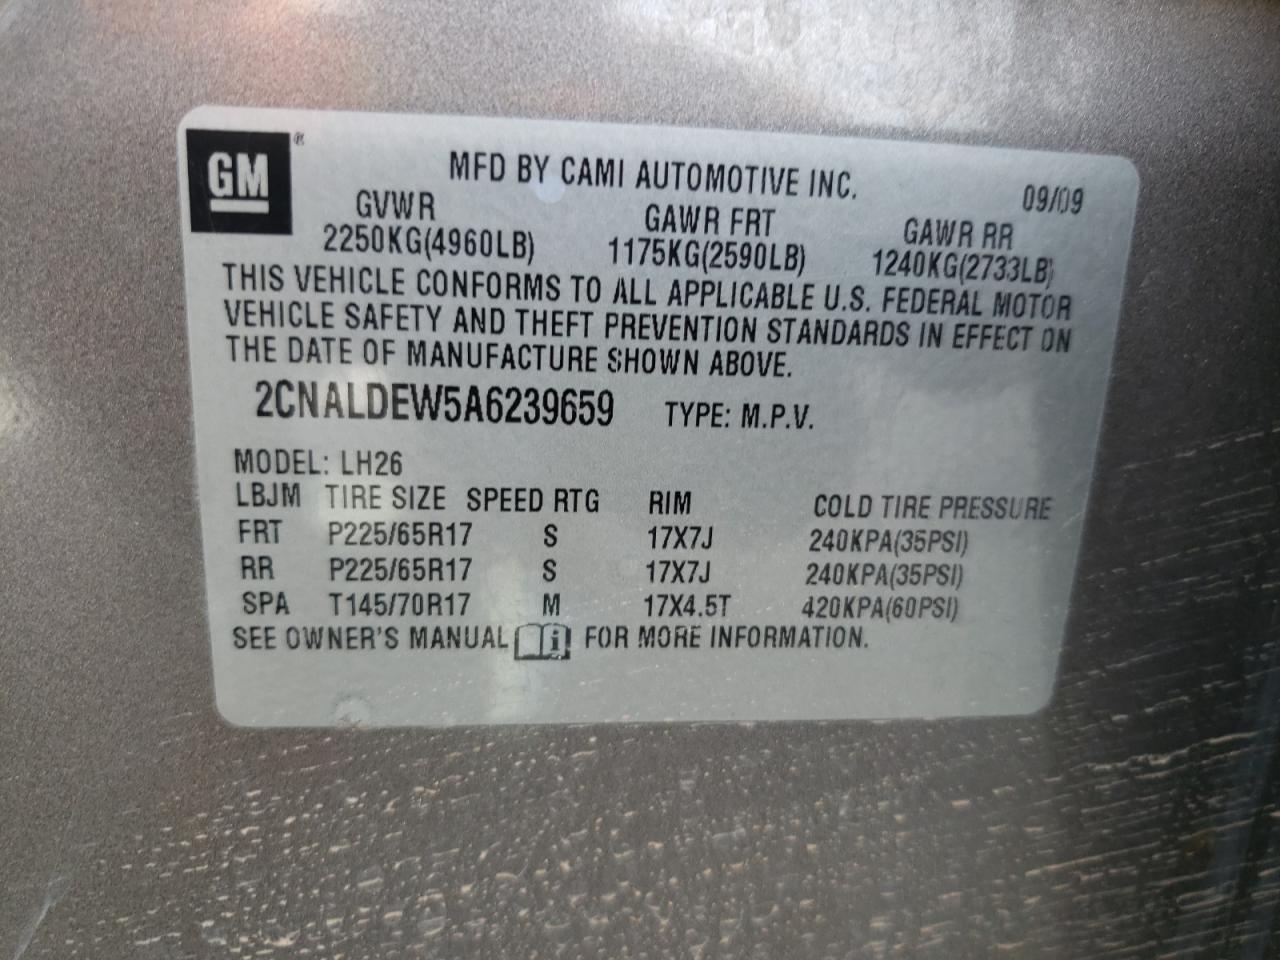 GM®
MFD BY CAMI AUTOMOTIVE INC. 09/09
GVWR GAWR FRT GAWR RR
2250KG(4960LB) 1175KG(2590LB) 1240KG(2733LB)
THIS VEHICLE CONFORMS TO ALL APPLICABLE U.S. FEDERAL MOTOR
VEHICLE SAFETY AND THEFT PREVENTION STANDARDS IN EFFECT ON
THE DATE OF MANUFACTURE SHOWN ABOVE.
2CNALDEW5A6239659 TYPE: M.P.V.
MODEL: LH26
LBJM TIRE SIZE SPEED RTG RIM COLD TIRE PRESSURE
FRT P225/65R17 S 17X7J 240KPA(35PSI)
RR P225/65R17 S 17X7J 240KPA(35PSI)
SPA T145/70R17 M 17X4.5T 420KPA(60PSI)
SEE OWNER'S MANUAL i FOR MORE INFORMATION.